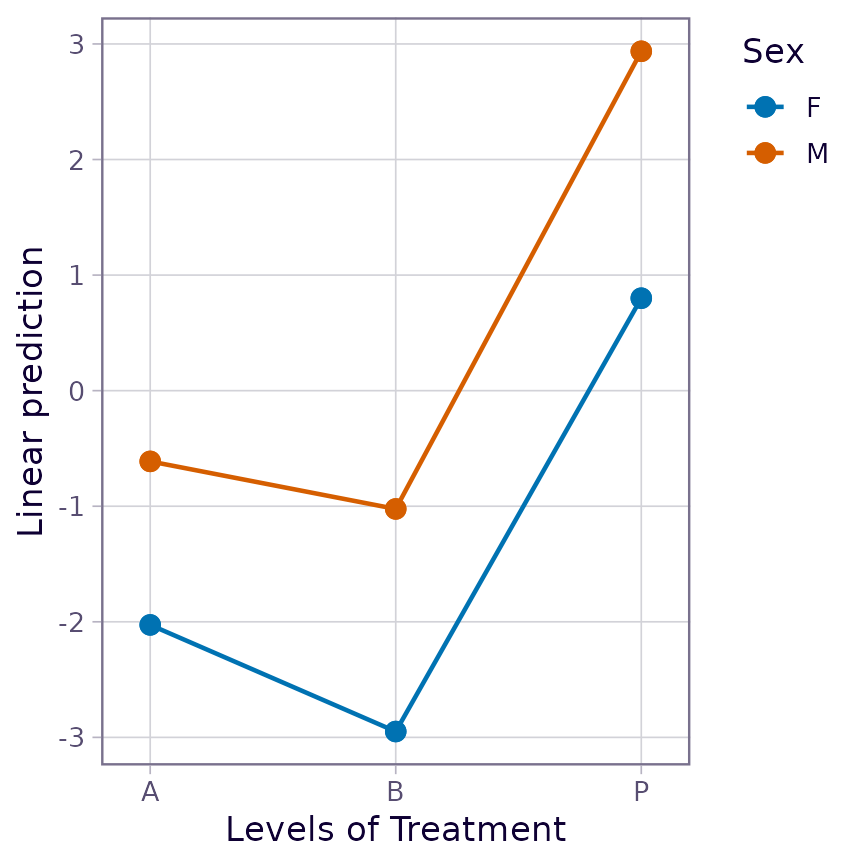 3
2
1
0
-1
-2
-3
Linear prediction
A B P
Levels of Treatment
Sex
F
M